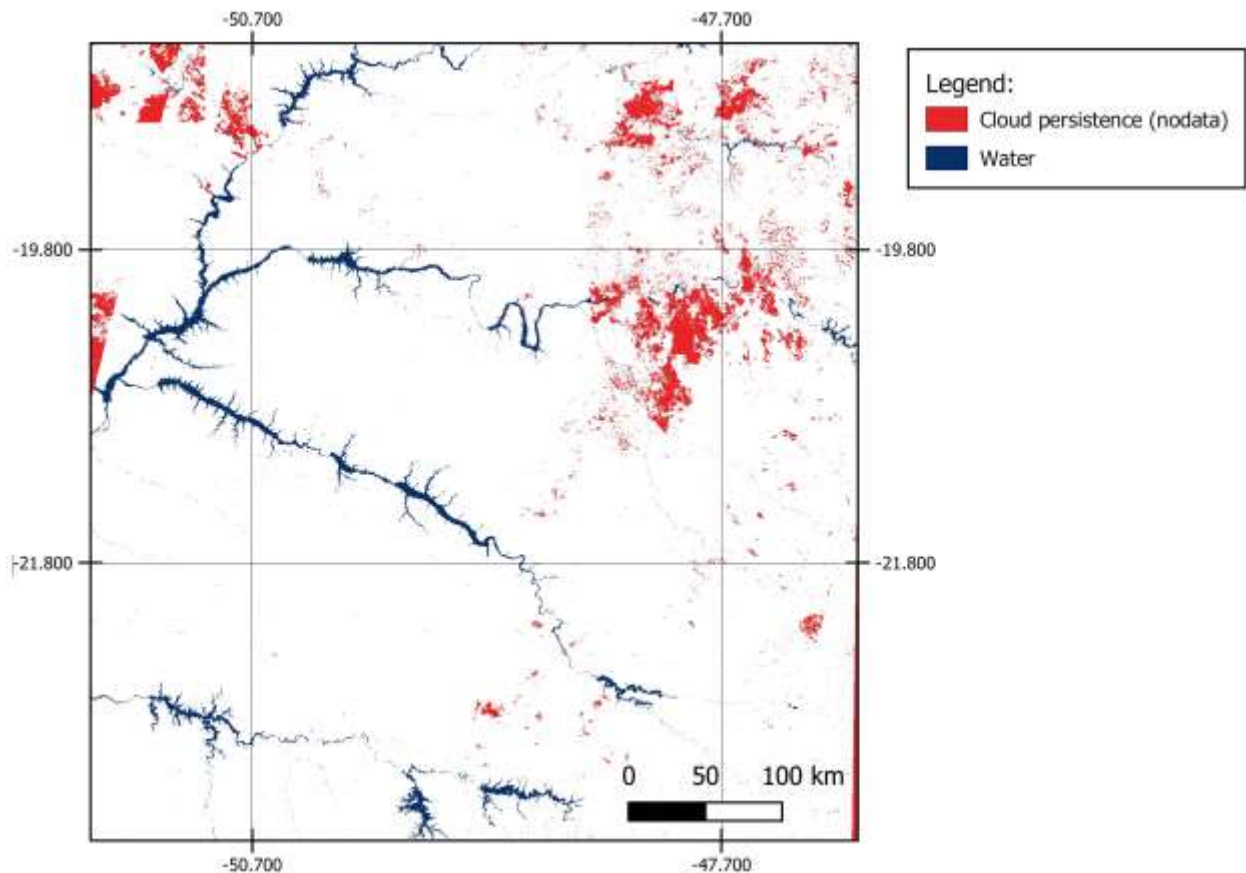 -50.700 -47.700
Legend:
Cloud persistence (nodata)
Water
-19.800 -19.800
-21.800 -21.800
0 50 100 km
-50.700 -47.700